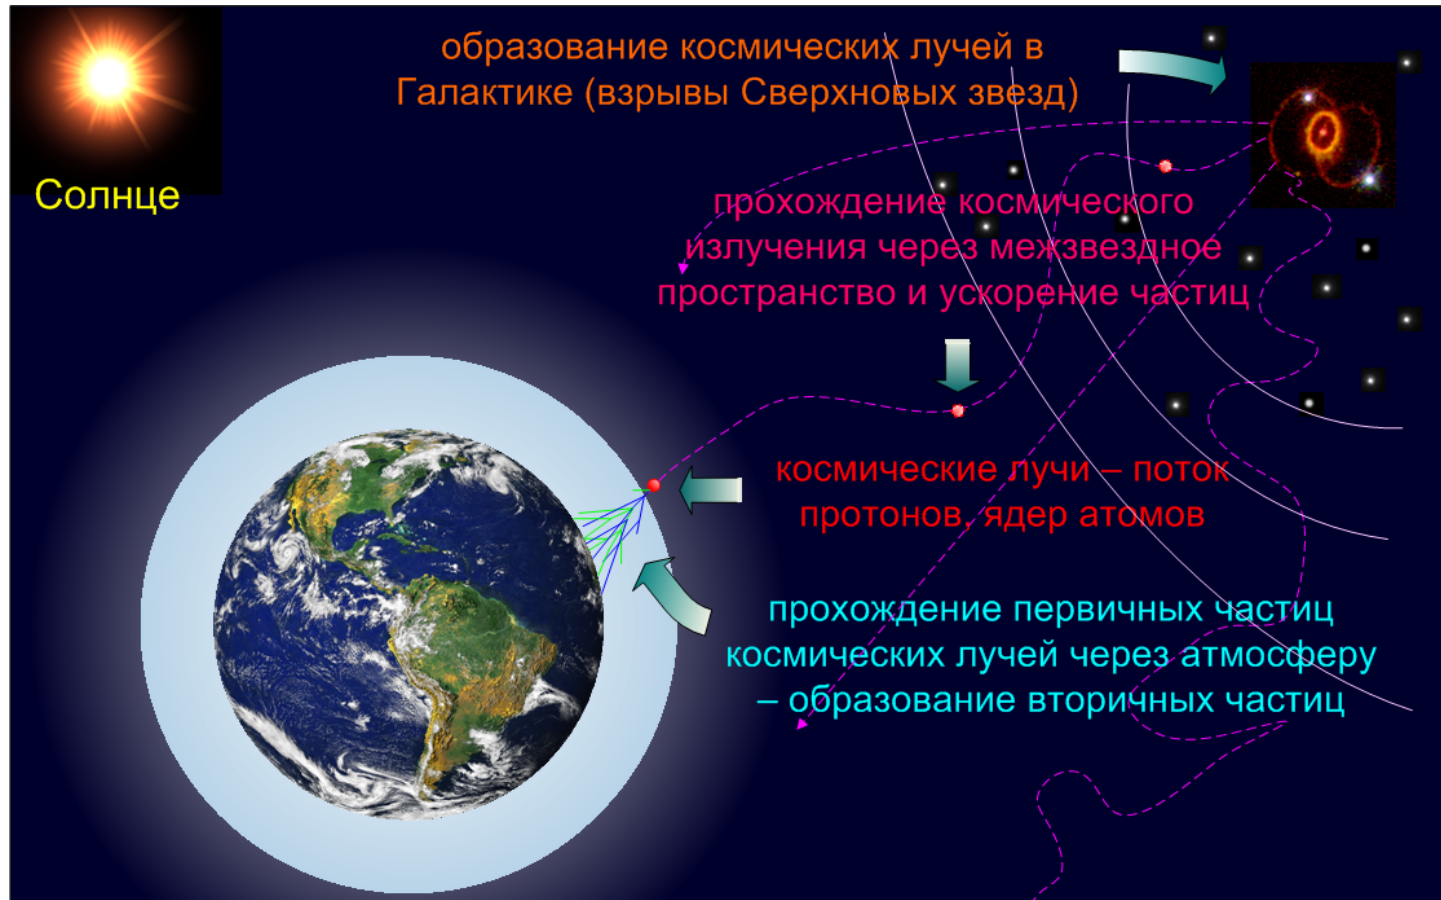 образование космических лучей в
Галактике (взрывы Сверхновых звезд)
Солнце
прохождение космического
излучения через межзвездное
пространство и ускорение частиц
космические лучи – поток
протонов, ядер атомов
прохождение первичных частиц
космических лучей через атмосферу
– образование вторичных частиц